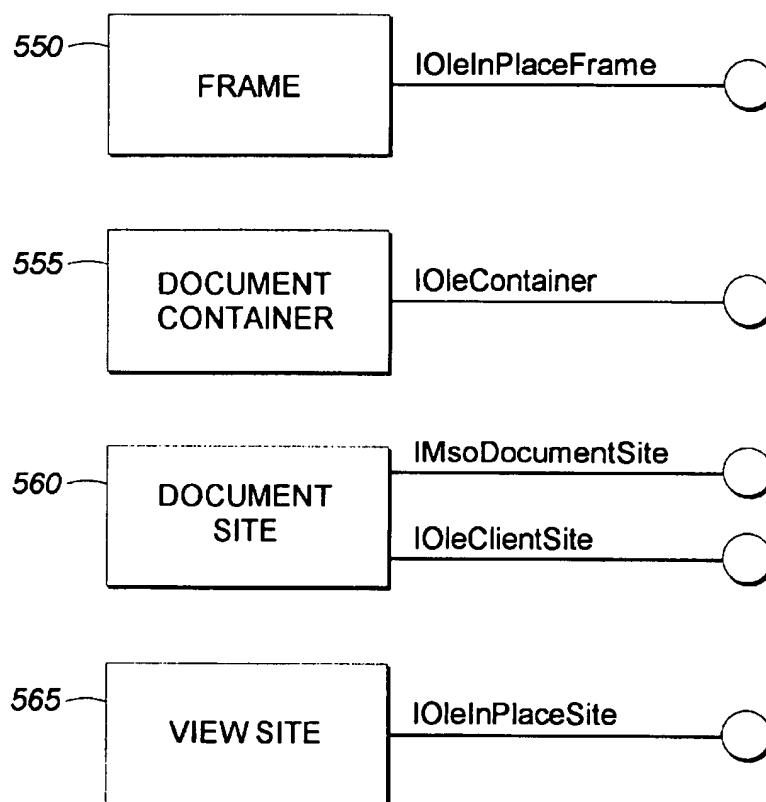 550
FRAME
IOleInPlaceFrame
555
DOCUMENT
CONTAINER
IOleContainer
560
DOCUMENT
SITE
IMsoDocumentSite
IOleClientSite
565
VIEW SITE
IOleInPlaceSite